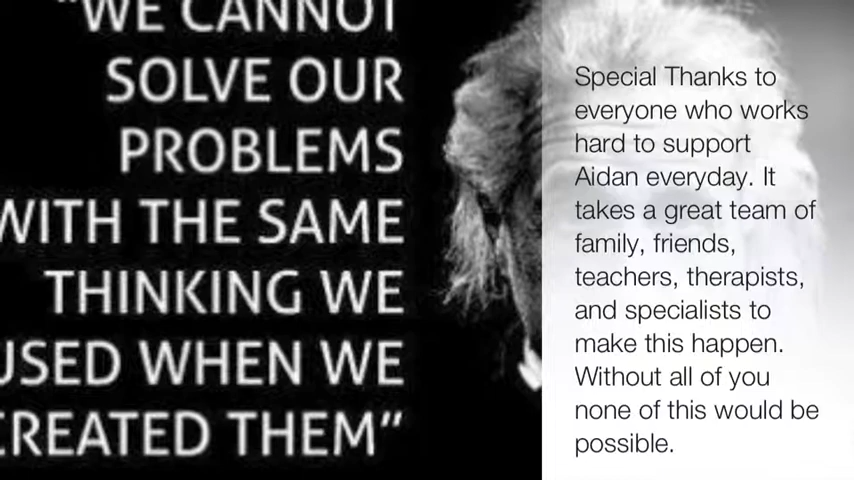 "WE CANNOT
SOLVE OUR
PROBLEMS
WITH THE SAME
THINKING WE
USED WHEN WE
CREATED THEM"
Special Thanks to
everyone who works
hard to support
Aidan everyday. It
takes a great team of
family, friends,
teachers, therapists,
and specialists to
make this happen.
Without all of you
none of this would be
possible.